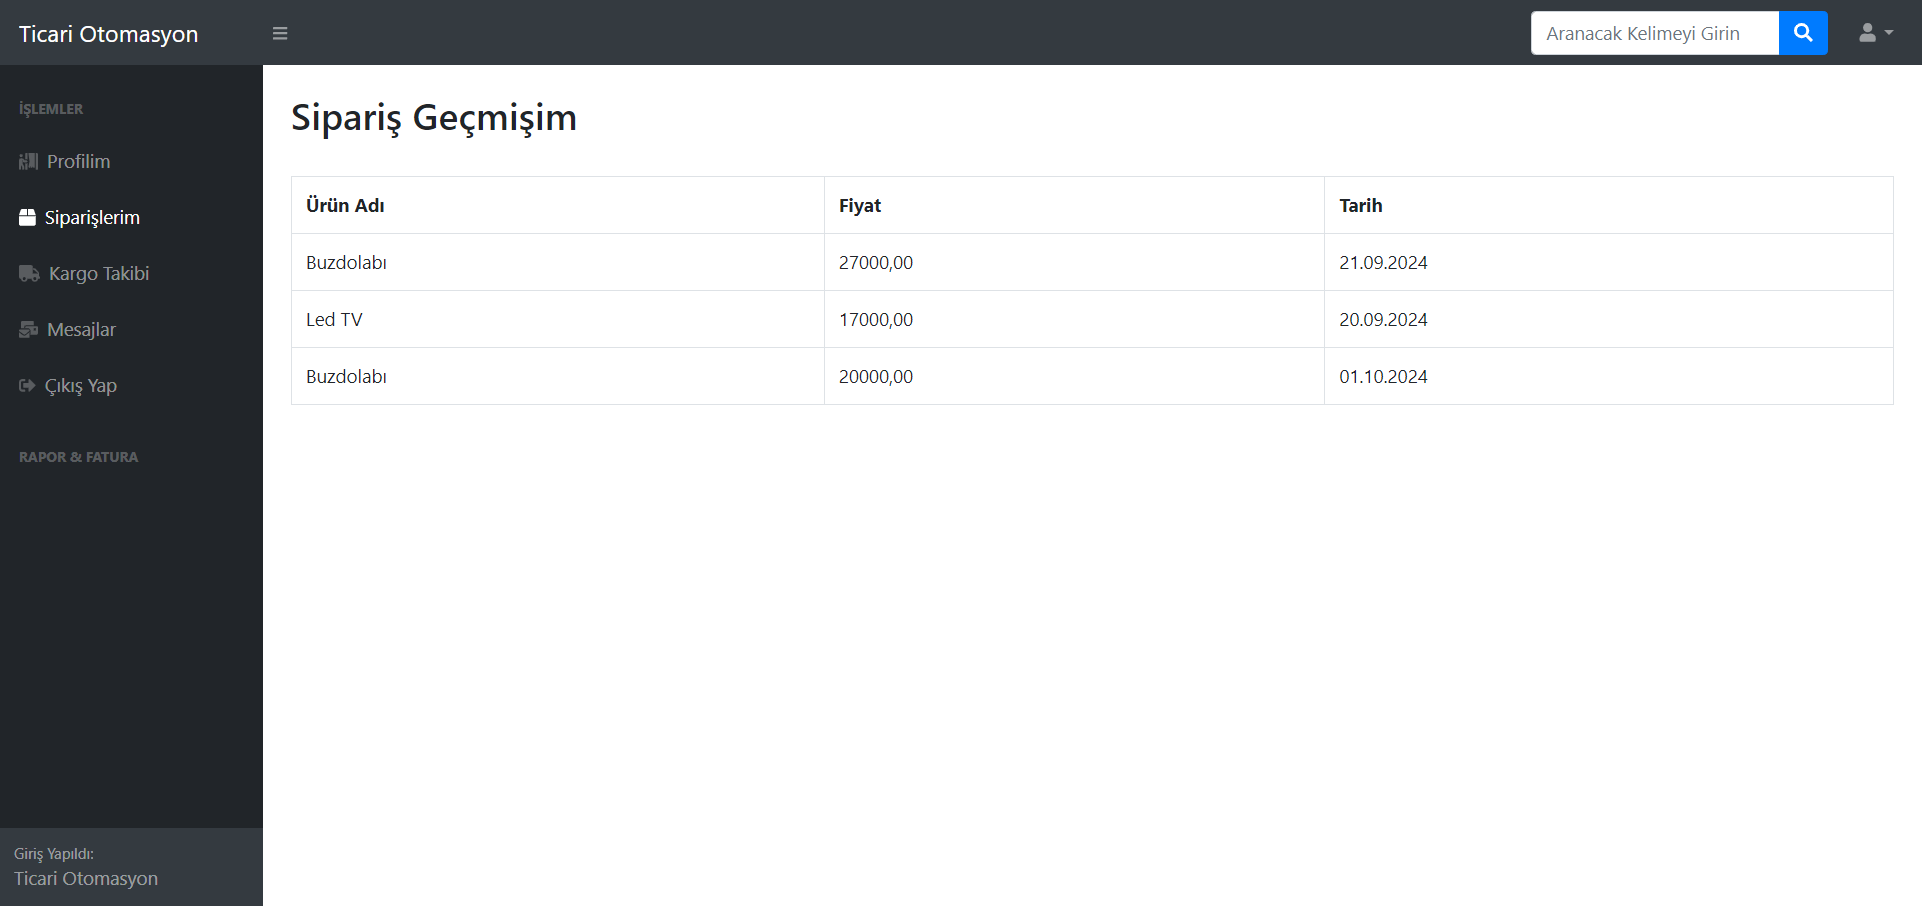 Ticari Otomasyon
Aranacak Kelimeyi Girin
İŞLEMLER
Profilim
Siparişlerim
Kargo Takibi
Mesajlar
Çıkış Yap
RAPOR & FATURA
Giriş Yapıldı:
Ticari Otomasyon
Sipariş Geçmişim
Ürün Adı Fiyat Tarih
Buzdolabı 27000,00 21.09.2024
Led TV 17000,00 20.09.2024
Buzdolabı 20000,00 01.10.2024